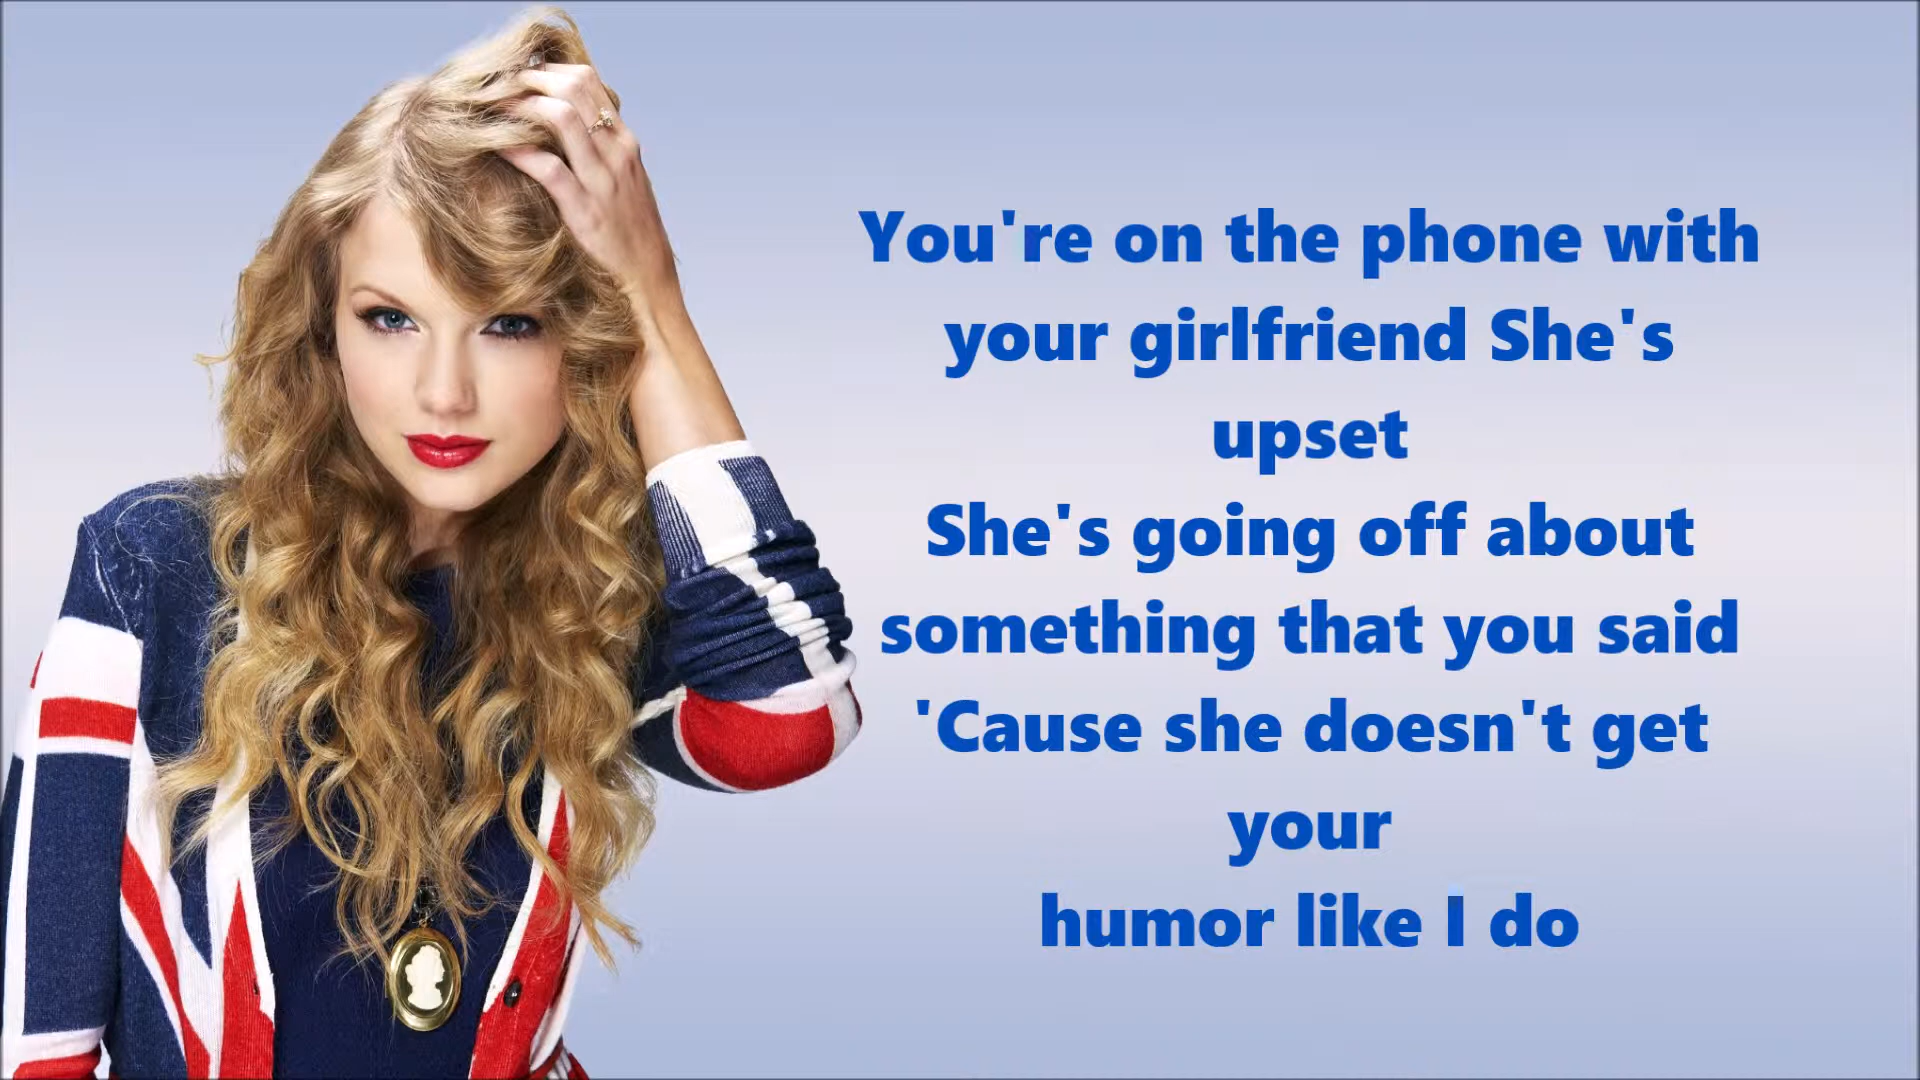 You're on the phone with
your girlfriend She's
upset
She's going off about
something that you said
'Cause she doesn't get
your
humor like I do